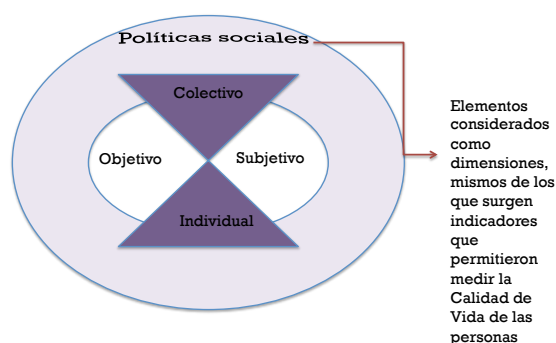 Políticas sociales
Colectivo
Objetivo
Subjetivo
Individual
Elementos
considerados
como
dimensiones,
mismos de los
que surgen
indicadores
que
permitieron
medir la
Calidad de
Vida de las
personas